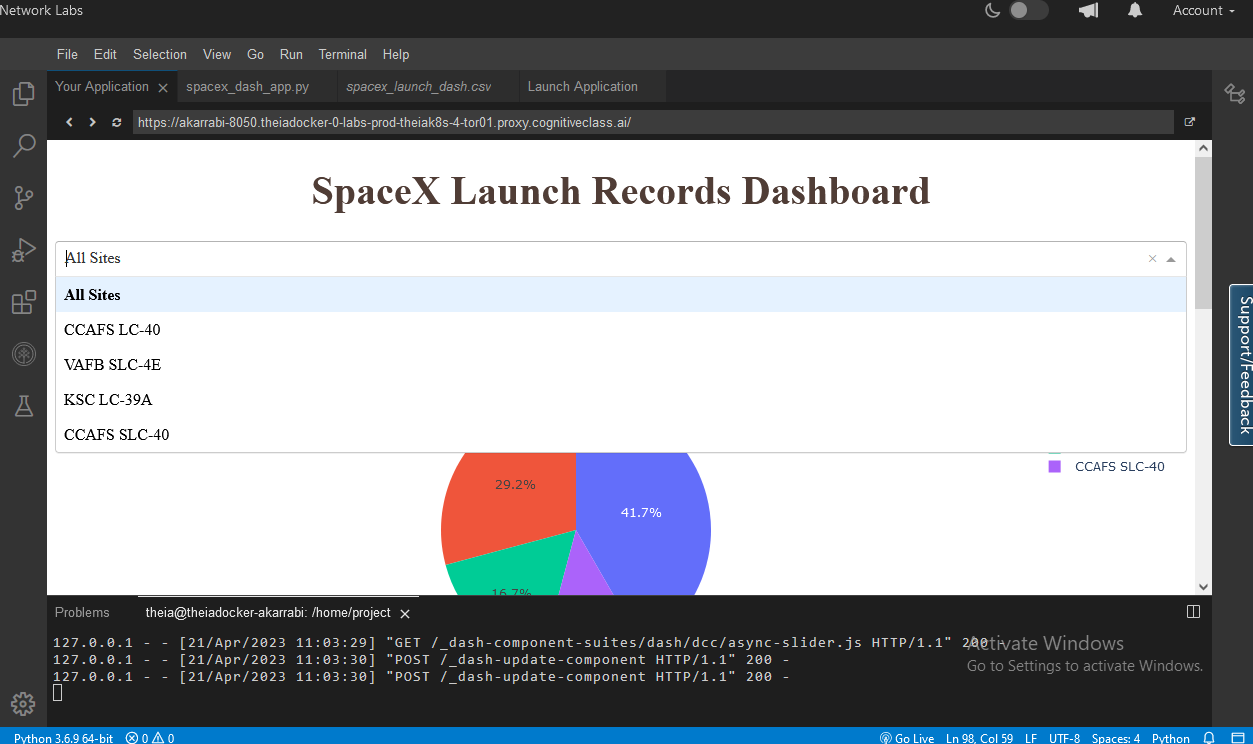 Network Labs
Account
File Edit Selection View Go Run Terminal Help
Your Application spacex_dash_app.py spacex_launch_dash.csv Launch Application
https://akarrabi-8050.theiadocker-0-labs-prod-theiak8s-4-tor01.proxy.cognitiveclass.ai/
SpaceX Launch Records Dashboard
All Sites
All Sites
CCAFS LC-40
VAFB SLC-4E
KSC LC-39A
CCAFS SLC-40
CCAFS SLC-40
29.2%
41.7%
16.7%
Support/Feedback
Problems theia@theiadocker-akarrabi: /home/project
127.0.0.1 - - [21/Apr/2023 11:03:29] "GET /_dash-component-suites/dash/dcc/async-slider.js HTTP/1.1" 200 -
127.0.0.1 - - [21/Apr/2023 11:03:30] "POST /_dash-update-component HTTP/1.1" 200 -
127.0.0.1 - - [21/Apr/2023 11:03:30] "POST /_dash-update-component HTTP/1.1" 200 -
Activate Windows
Go to Settings to activate Windows.
Python 3.6.9 64-bit 0 0 Go Live Ln 98, Col 59 LF UTF-8 Spaces: 4 Python